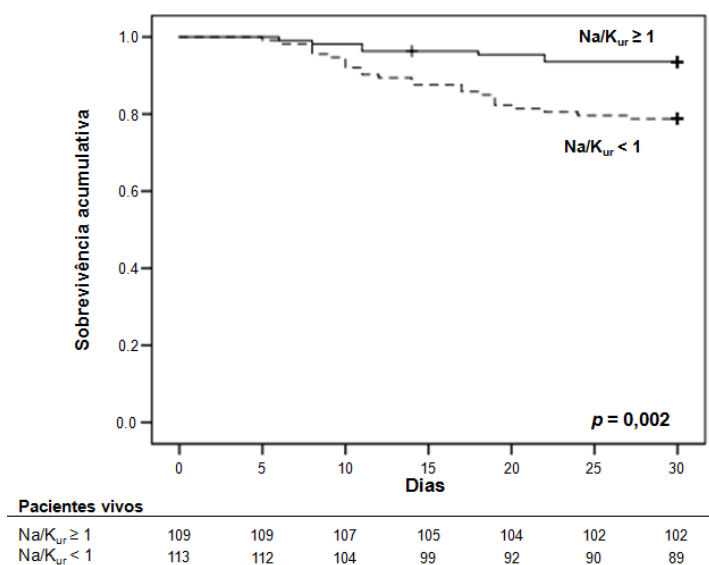 1.0
0.8
0.6
0.4
0.2
0.0
Sobrevivência acumulativa
Na/Kur ≥ 1
Na/Kur < 1
p = 0,002
0 5 10 15 20 25 30
Dias
Pacientes vivos
Na/Kur ≥ 1 109 109 107 105 104 102 102
Na/Kur < 1 113 112 104 99 92 90 89